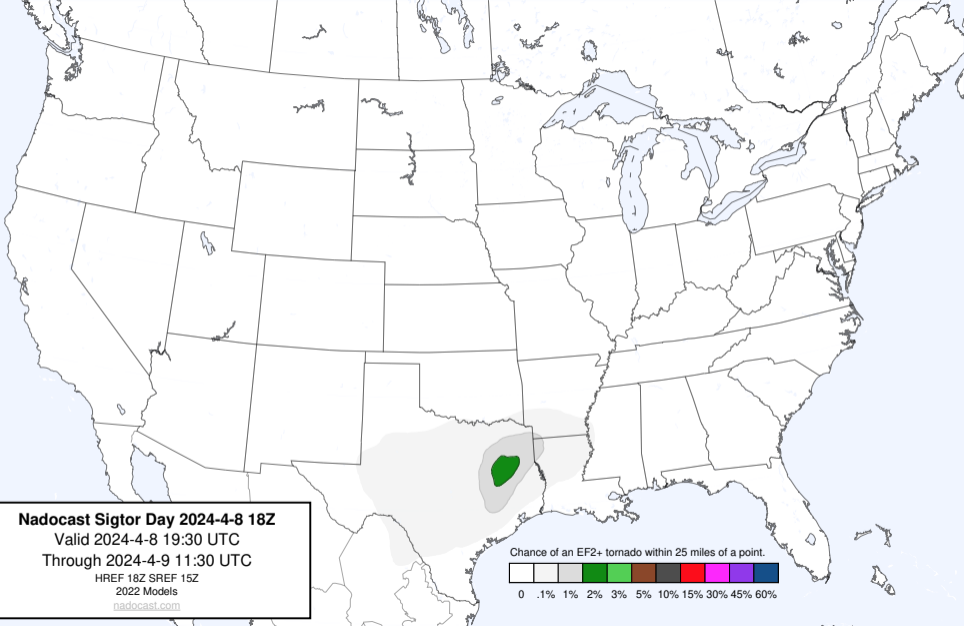 Nadocast Sigtor Day 2024-4-8 18Z
Valid 2024-4-8 19:30 UTC
Through 2024-4-9 11:30 UTC
HREF 18Z SREF 15Z
2022 Models
nadocast.com
Chance of an EF2+ tornado within 25 miles of a point.
0 .1% 1% 2% 3% 5% 10% 15% 30% 45% 60%